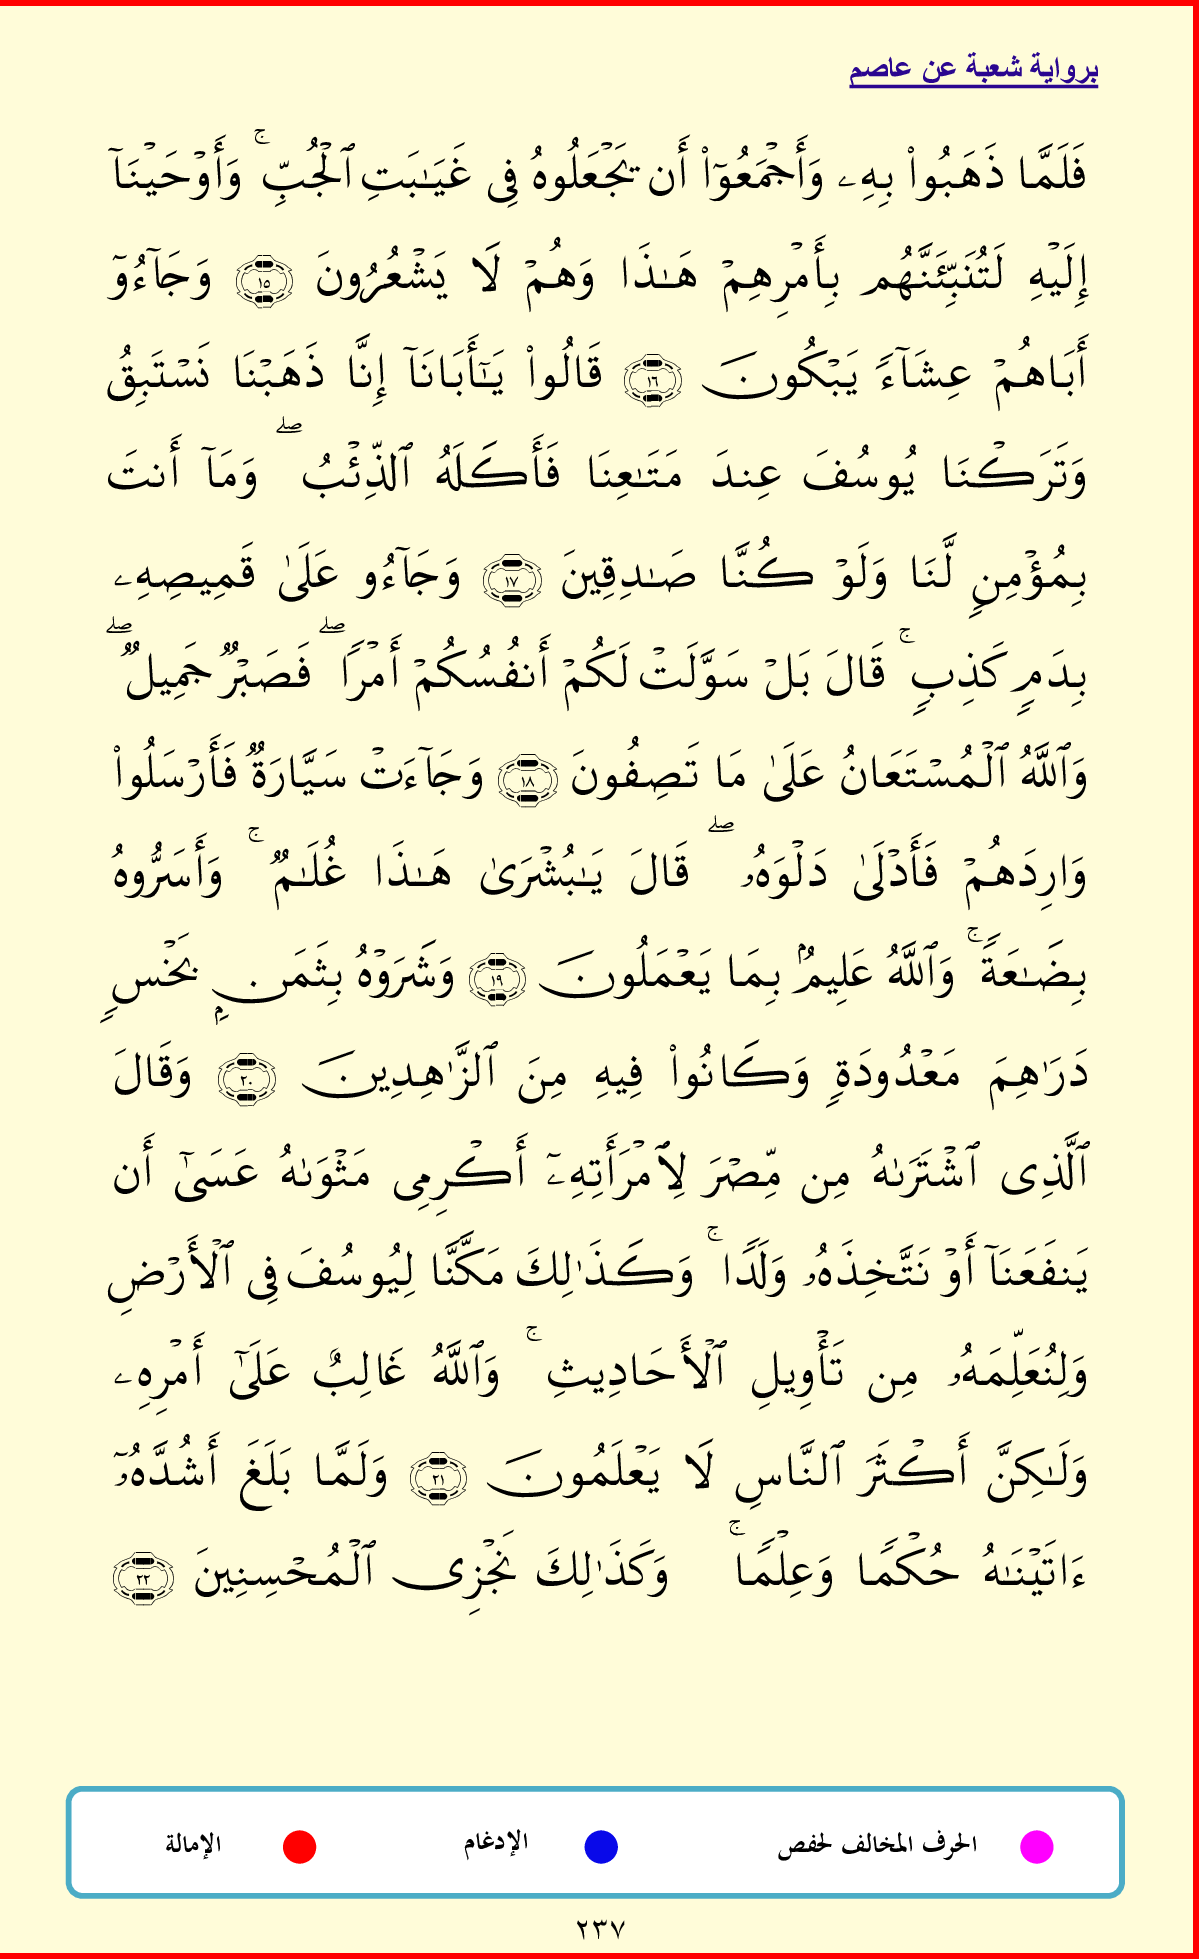 برواية شعبة عن عاصم
فَلَمَّا ذَهَبُوا۟ بِهِۦ وَأَجْمَعُوٓا۟ أَن يَجْعَلُوهُ فِى غَيَـٰبَتِ ٱلْجُبِّ ۚ وَأَوْحَيْنَآ
إِلَيْهِ لَتُنَبِّئَنَّهُم بِأَمْرِهِمْ هَـٰذَا وَهُمْ لَا يَشْعُرُونَ ١٥ وَجَآءُوٓ
أَبَاهُمْ عِشَآءً يَبْكُونَ ١٦ قَالُوا۟ يَـٰٓأَبَانَآ إِنَّا ذَهَبْنَا نَسْتَبِقُ
وَتَرَكْنَا يُوسُفَ عِندَ مَتَـٰعِنَا فَأَكَلَهُ ٱلذِّئْبُ ۖ وَمَآ أَنتَ
بِمُؤْمِنٍ لَّنَا وَلَوْ كُنَّا صَـٰدِقِينَ ١٧ وَجَآءُو عَلَىٰ قَمِيصِهِۦ
بِدَمٍ كَذِبٍ ۚ قَالَ بَلْ سَوَّلَتْ لَكُمْ أَنفُسُكُمْ أَمْرًا ۖ فَصَبْرٌ جَمِيلٌ ۖ
وَٱللَّهُ ٱلْمُسْتَعَانُ عَلَىٰ مَا تَصِفُونَ ١٨ وَجَآءَتْ سَيَّارَةٌ فَأَرْسَلُوا۟
وَارِدَهُمْ فَأَدْلَىٰ دَلْوَهُۥ ۖ قَالَ يَـٰبُشْرَىٰ هَـٰذَا غُلَـٰمٌ ۚ وَأَسَرُّوهُ
بِضَـٰعَةً ۚ وَٱللَّهُ عَلِيمٌۢ بِمَا يَعْمَلُونَ ١٩ وَشَرَوْهُ بِثَمَنٍۭ بَخْسٍ
دَرَٰهِمَ مَعْدُودَةٍ وَكَانُوا۟ فِيهِ مِنَ ٱلزَّٰهِدِينَ ٢٠ وَقَالَ
ٱلَّذِى ٱشْتَرَىٰهُ مِن مِّصْرَ لِٱمْرَأَتِهِۦٓ أَكْرِمِى مَثْوَىٰهُ عَسَىٰٓ أَن
يَنفَعَنَآ أَوْ نَتَّخِذَهُۥ وَلَدًا ۚ وَكَذَٰلِكَ مَكَّنَّا لِيُوسُفَ فِى ٱلْأَرْضِ
وَلِنُعَلِّمَهُۥ مِن تَأْوِيلِ ٱلْأَحَادِيثِ ۚ وَٱللَّهُ غَالِبٌ عَلَىٰٓ أَمْرِهِۦ
وَلَـٰكِنَّ أَكْثَرَ ٱلنَّاسِ لَا يَعْلَمُونَ ٢١ وَلَمَّا بَلَغَ أَشُدَّهُۥٓ
ءَاتَيْنَـٰهُ حُكْمًا وَعِلْمًا ۚ وَكَذَٰلِكَ نَجْزِى ٱلْمُحْسِنِينَ ٢٢
الحرف المخالف لحفص الإدغام الإمالة
٢٣٧